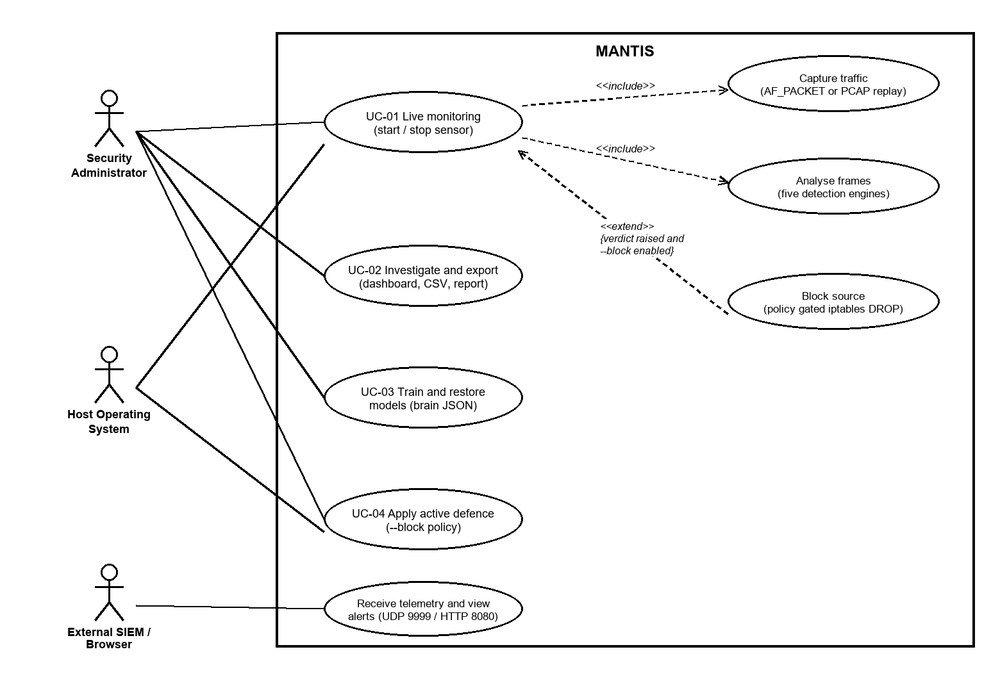 MANTIS
Security
Administrator
Host Operating
System
External SIEM /
Browser
UC-01 Live monitoring
(start / stop sensor)
UC-02 Investigate and export
(dashboard, CSV, report)
UC-03 Train and restore
models (brain JSON)
UC-04 Apply active defence
(--block policy)
Receive telemetry and view
alerts (UDP 9999 / HTTP 8080)
<<include>>
<<include>>
<<extend>>
{verdict raised and
--block enabled}
Capture traffic
(AF_PACKET or PCAP replay)
Analyse frames
(five detection engines)
Block source
(policy gated iptables DROP)